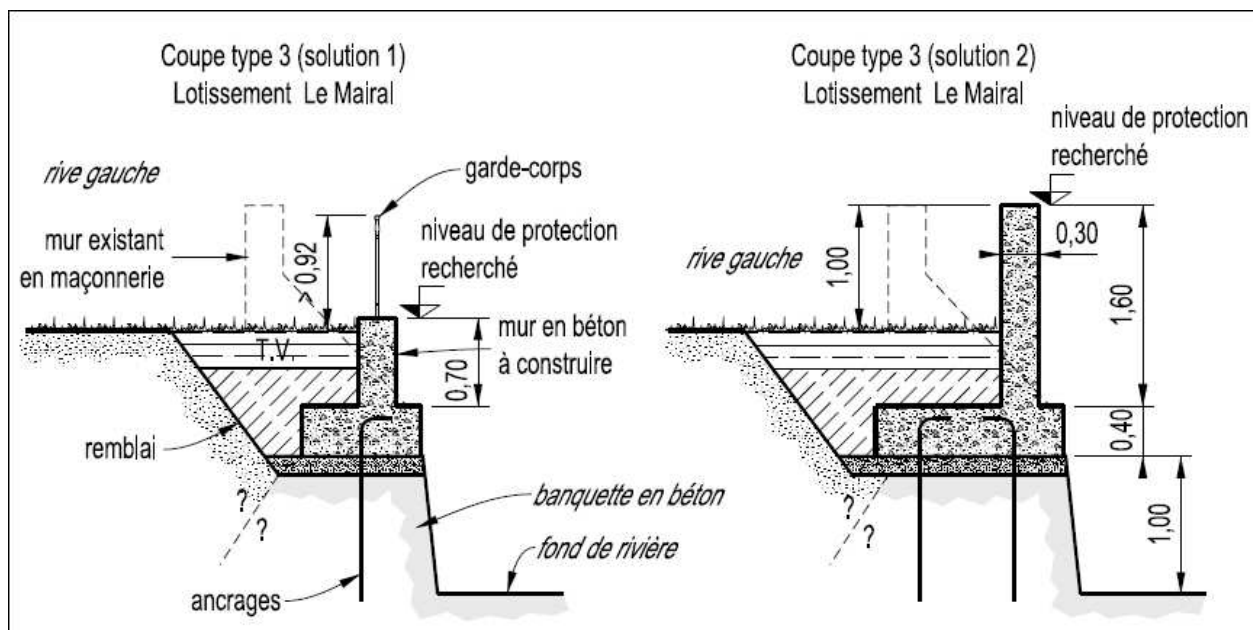 Coupe type 3 (solution 1)
Lotissement Le Mairal
rive gauche
mur existant
en maçonnerie
> 0,92
garde-corps
niveau de protection
recherché
T.V.
0,70
mur en béton
à construire
remblai
?
?
banquette en béton
fond de rivière
ancrages
Coupe type 3 (solution 2)
Lotissement Le Mairal
niveau de protection
recherché
rive gauche
1,00
0,30
1,60
0,40
1,00
?
?